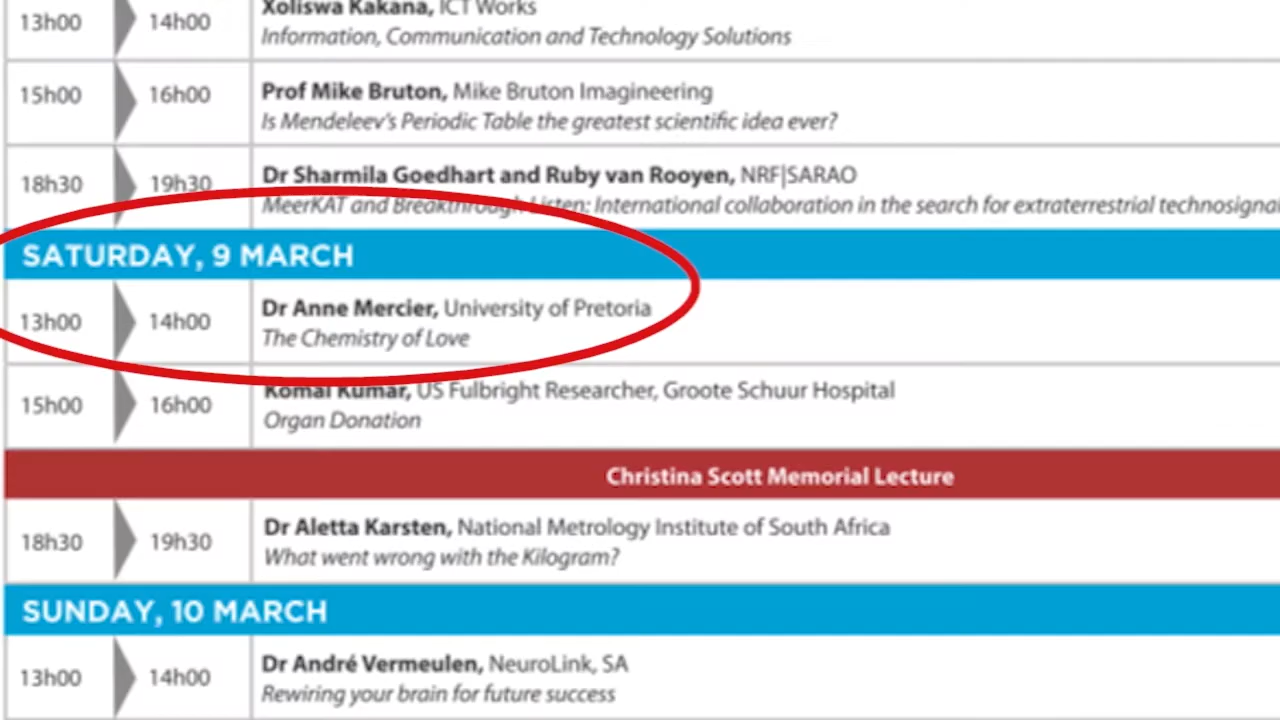 13h00 14h00 Xoliswa Kakana, ICT Works
Information, Communication and Technology Solutions
15h00 16h00 Prof Mike Bruton, Mike Bruton Imagineering
Is Mendeleev's Periodic Table the greatest scientific idea ever?
18h30 19h30 Dr Sharmila Goedhart and Ruby van Rooyen, NRF|SARAO
MeerKAT and Breakthrough Listen: International collaboration in the search for extraterrestrial
SATURDAY, 9 MARCH
13h00 14h00 Dr Anne Mercier, University of Pretoria
The Chemistry of Love
15h00 16h00 Komal Kumar, US Fulbright Researcher, Groote Schuur Hospital
Organ Donation
Christina Scott Memorial Lecture
18h30 19h30 Dr Aletta Karsten, National Metrology Institute of South Africa
What went wrong with the Kilogram?
SUNDAY, 10 MARCH
13h00 14h00 Dr André Vermeulen, NeuroLink, SA
Rewiring your brain for future success